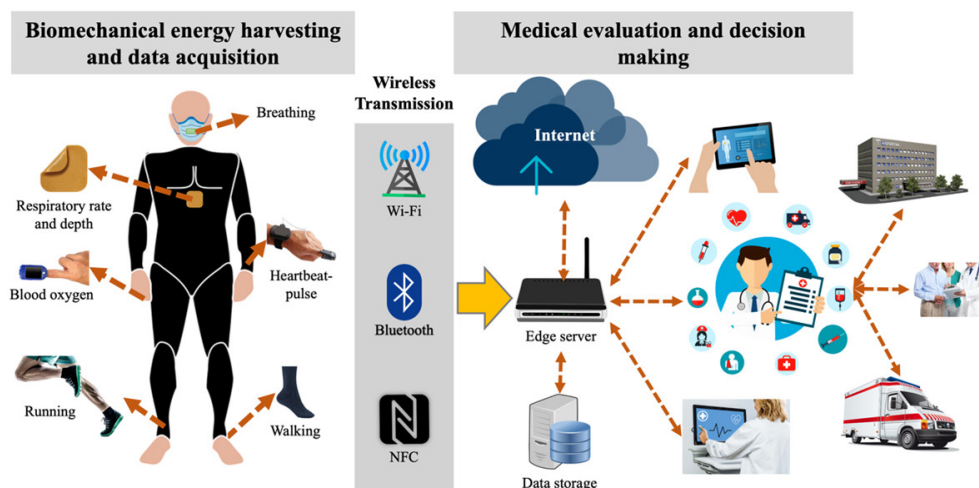 Biomechanical energy harvesting
and data acquisition
Medical evaluation and decision
making
Wireless
Transmission
Breathing
Respiratory rate
and depth
Blood oxygen
Heartbeat-
pulse
Running
Walking
Wi-Fi
Bluetooth
NFC
Internet
Edge server
Data storage